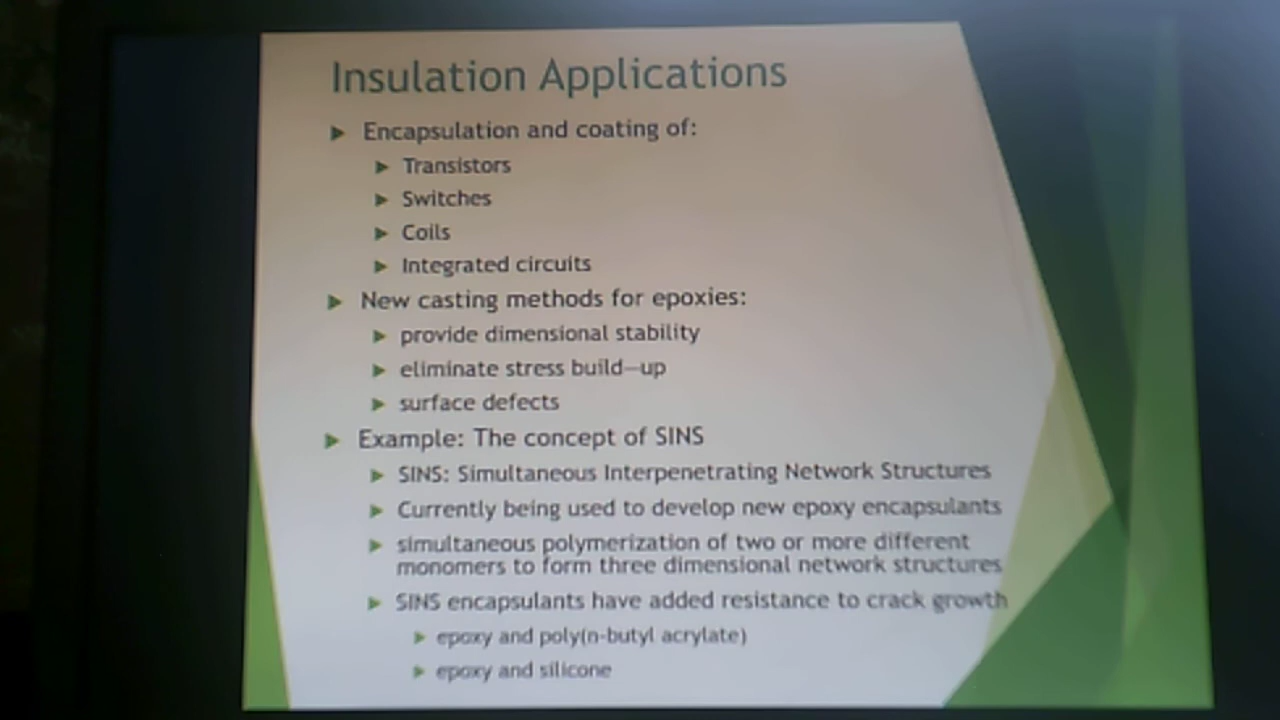 Insulation Applications
Encapsulation and coating of:
Transistors
Switches
Coils
Integrated circuits
New casting methods for epoxies:
provide dimensional stability
eliminate stress build—up
surface defects
Example: The concept of SINS
SINS: Simultaneous Interpenetrating Network Structures
Currently being used to develop new epoxy encapsulants
simultaneous polymerization of two or more different
monomers to form three dimensional network structures
SINS encapsulants have added resistance to crack growth
epoxy and poly(n-butyl acrylate)
epoxy and silicone